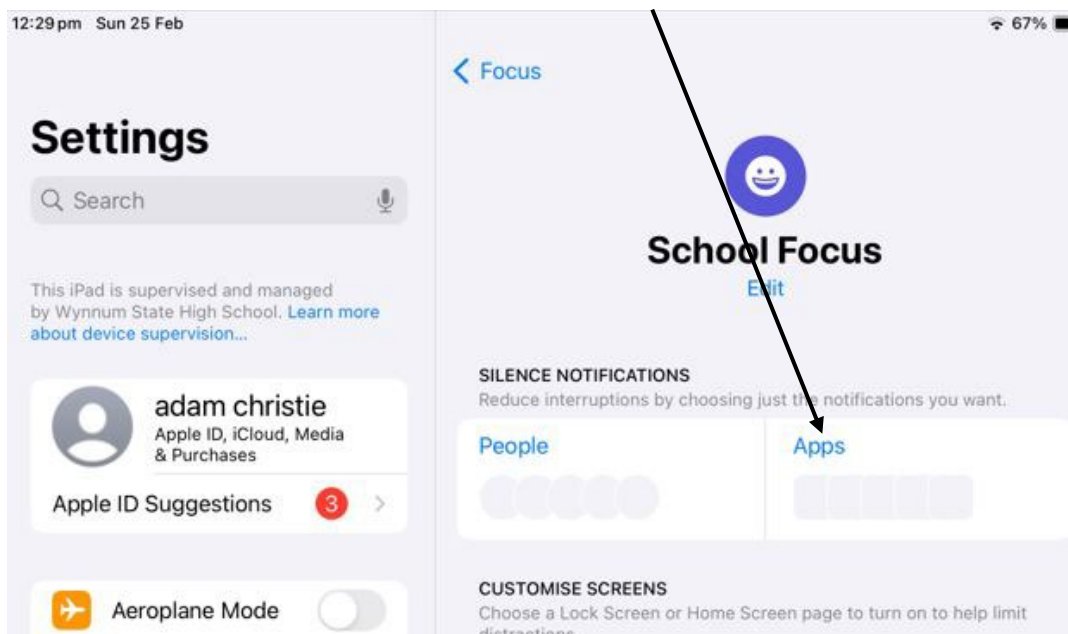 12:29 pm Sun 25 Feb
67%
Settings
Search
This iPad is supervised and managed
by Wynnum State High School. Learn more
about device supervision...
adam christie
Apple ID, iCloud, Media
& Purchases
Apple ID Suggestions
3
Aeroplane Mode
Focus
School Focus
Edit
SILENCE NOTIFICATIONS
Reduce interruptions by choosing just the notifications you want.
People
Apps
CUSTOMISE SCREENS
Choose a Lock Screen or Home Screen page to turn on to help limit
distractions